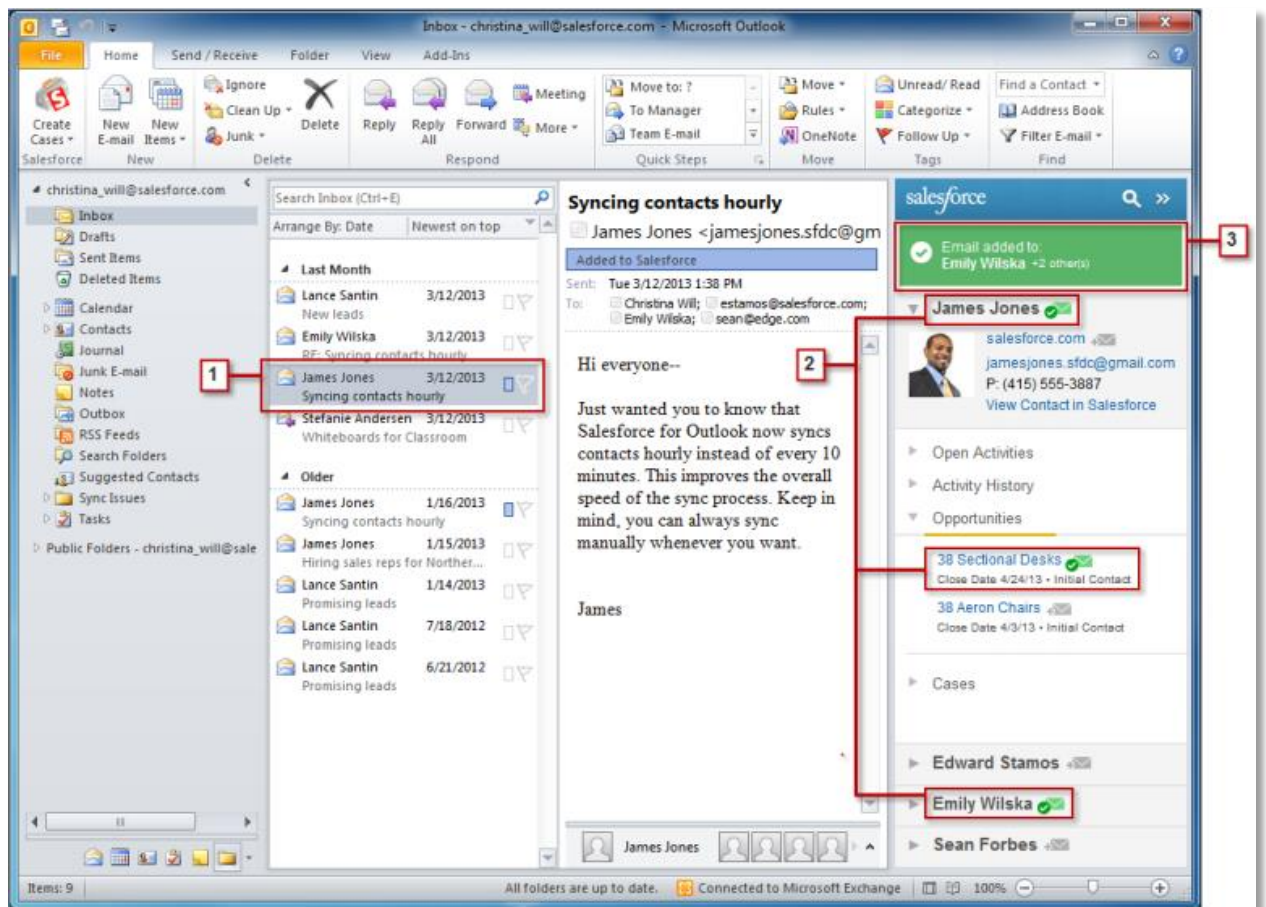 Inbox - christina_will@salesforce.com - Microsoft Outlook
File Home Send / Receive Folder View Add-Ins
Create Cases
Salesforce
New E-mail
New Items
New
Ignore
Clean Up
Junk
Delete
Delete
Reply
Reply All
Forward
Meeting
More
Respond
Move to: ?
To Manager
Team E-mail
Quick Steps
Move
Rules
OneNote
Move
Unread/ Read
Categorize
Follow Up
Tags
Find a Contact
Address Book
Filter E-mail
Find
christina_will@salesforce.com
Inbox
Drafts
Sent Items
Deleted Items
Calendar
Contacts
Journal
Junk E-mail
Notes
Outbox
RSS Feeds
Search Folders
Suggested Contacts
Sync Issues
Tasks
Public Folders - christina_will@sale
1
Search Inbox (Ctrl+E)
Arrange By: Date Newest on top
Last Month
Lance Santin 3/12/2013
New leads
Emily Wilska 3/12/2013
RE: Syncing contacts hourly
James Jones 3/12/2013
Syncing contacts hourly
Stefanie Andersen 3/12/2013
Whiteboards for Classroom
Older
James Jones 1/16/2013
Syncing contacts hourly
James Jones 1/15/2013
Hiring sales reps for Norther...
Lance Santin 1/14/2013
Promising leads
Lance Santin 7/18/2012
Promising leads
Lance Santin 6/21/2012
Promising leads
Syncing contacts hourly
James Jones <jamesjones.sfdc@gm
Added to Salesforce
Sent: Tue 3/12/2013 1:38 PM
To: Christina Will; estamos@salesforce.com;
Emily Wilska; sean@edge.com
2
Hi everyone--
Just wanted you to know that
Salesforce for Outlook now syncs
contacts hourly instead of every 10
minutes. This improves the overall
speed of the sync process. Keep in
mind, you can always sync
manually whenever you want.
James
James Jones
salesforce
3
Email added to:
Emily Wilska +2 other(s)
James Jones
salesforce.com
jamesjones.sfdc@gmail.com
P: (415) 555-3887
View Contact in Salesforce
Open Activities
Activity History
Opportunities
38 Sectional Desks
Close Date 4/24/13 • Initial Contact
38 Aeron Chairs
Close Date 4/3/13 • Initial Contact
Cases
Edward Stamos
Emily Wilska
Sean Forbes
Items: 9
All folders are up to date. Connected to Microsoft Exchange 100%